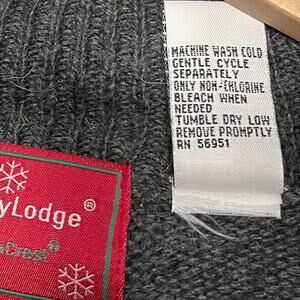 MACHINE WASH COLD
GENTLE CYCLE
SEPARATELY
ONLY NON-CHLORINE
BLEACH WHEN
NEEDED
TUMBLE DRY LOW
REMOVE PROMPTLY
RN 56951
yLodge®
Crest®